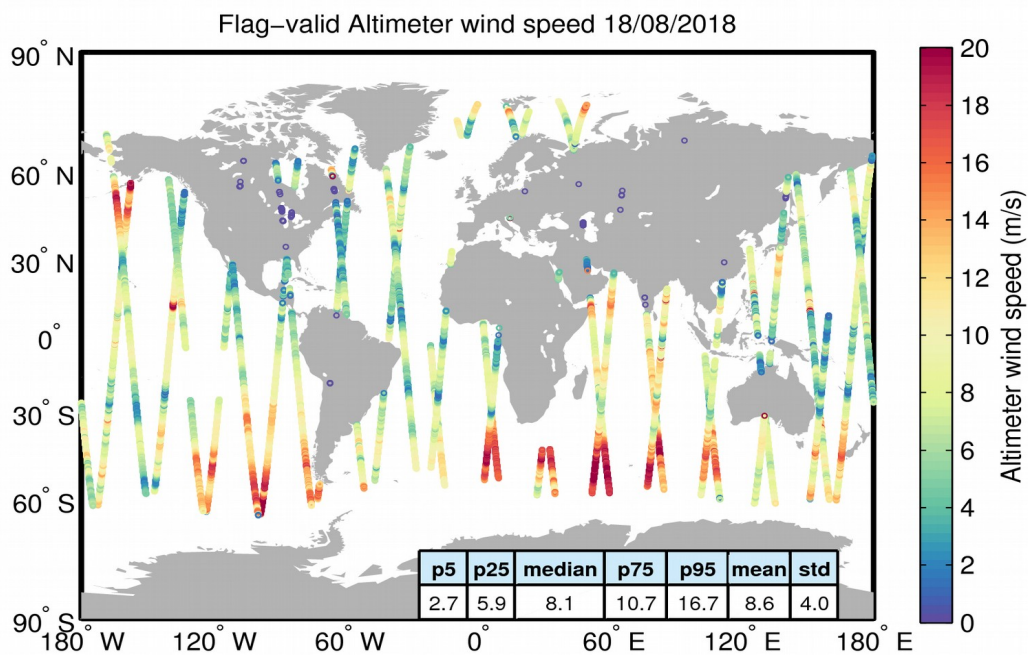 Flag−valid Altimeter wind speed 18/08/2018
90° N
60° N
30° N
0°
30° S
60° S
90° S
180° W 120° W 60° W 0° 60° E 120° E 180° E
p5 p25 median p75 p95 mean std
2.7 5.9 8.1 10.7 16.7 8.6 4.0
20
18
16
14
12
10
8
6
4
2
0
Altimeter wind speed (m/s)